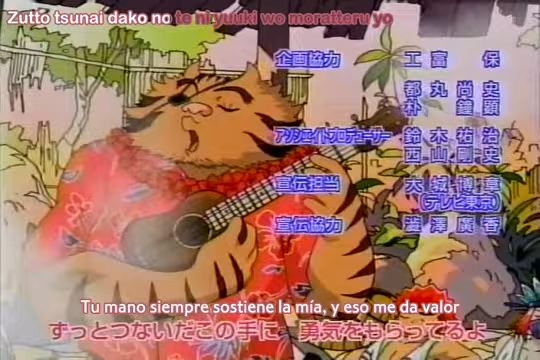 Zutto tsunai dako no te ni yuuki wo moratteru yo
企画協力 工富 保
都丸尚史
朴 鐘顕
アソシエイトプロデューサー 鈴木祐治
西山剛史
宣伝担当 大城博章
(テレビ東京)
宣伝協力 澁澤廣香
Tu mano siempre sostiene la mía, y eso me da valor
ずっとつないだこの手に 勇気をもらってるよ